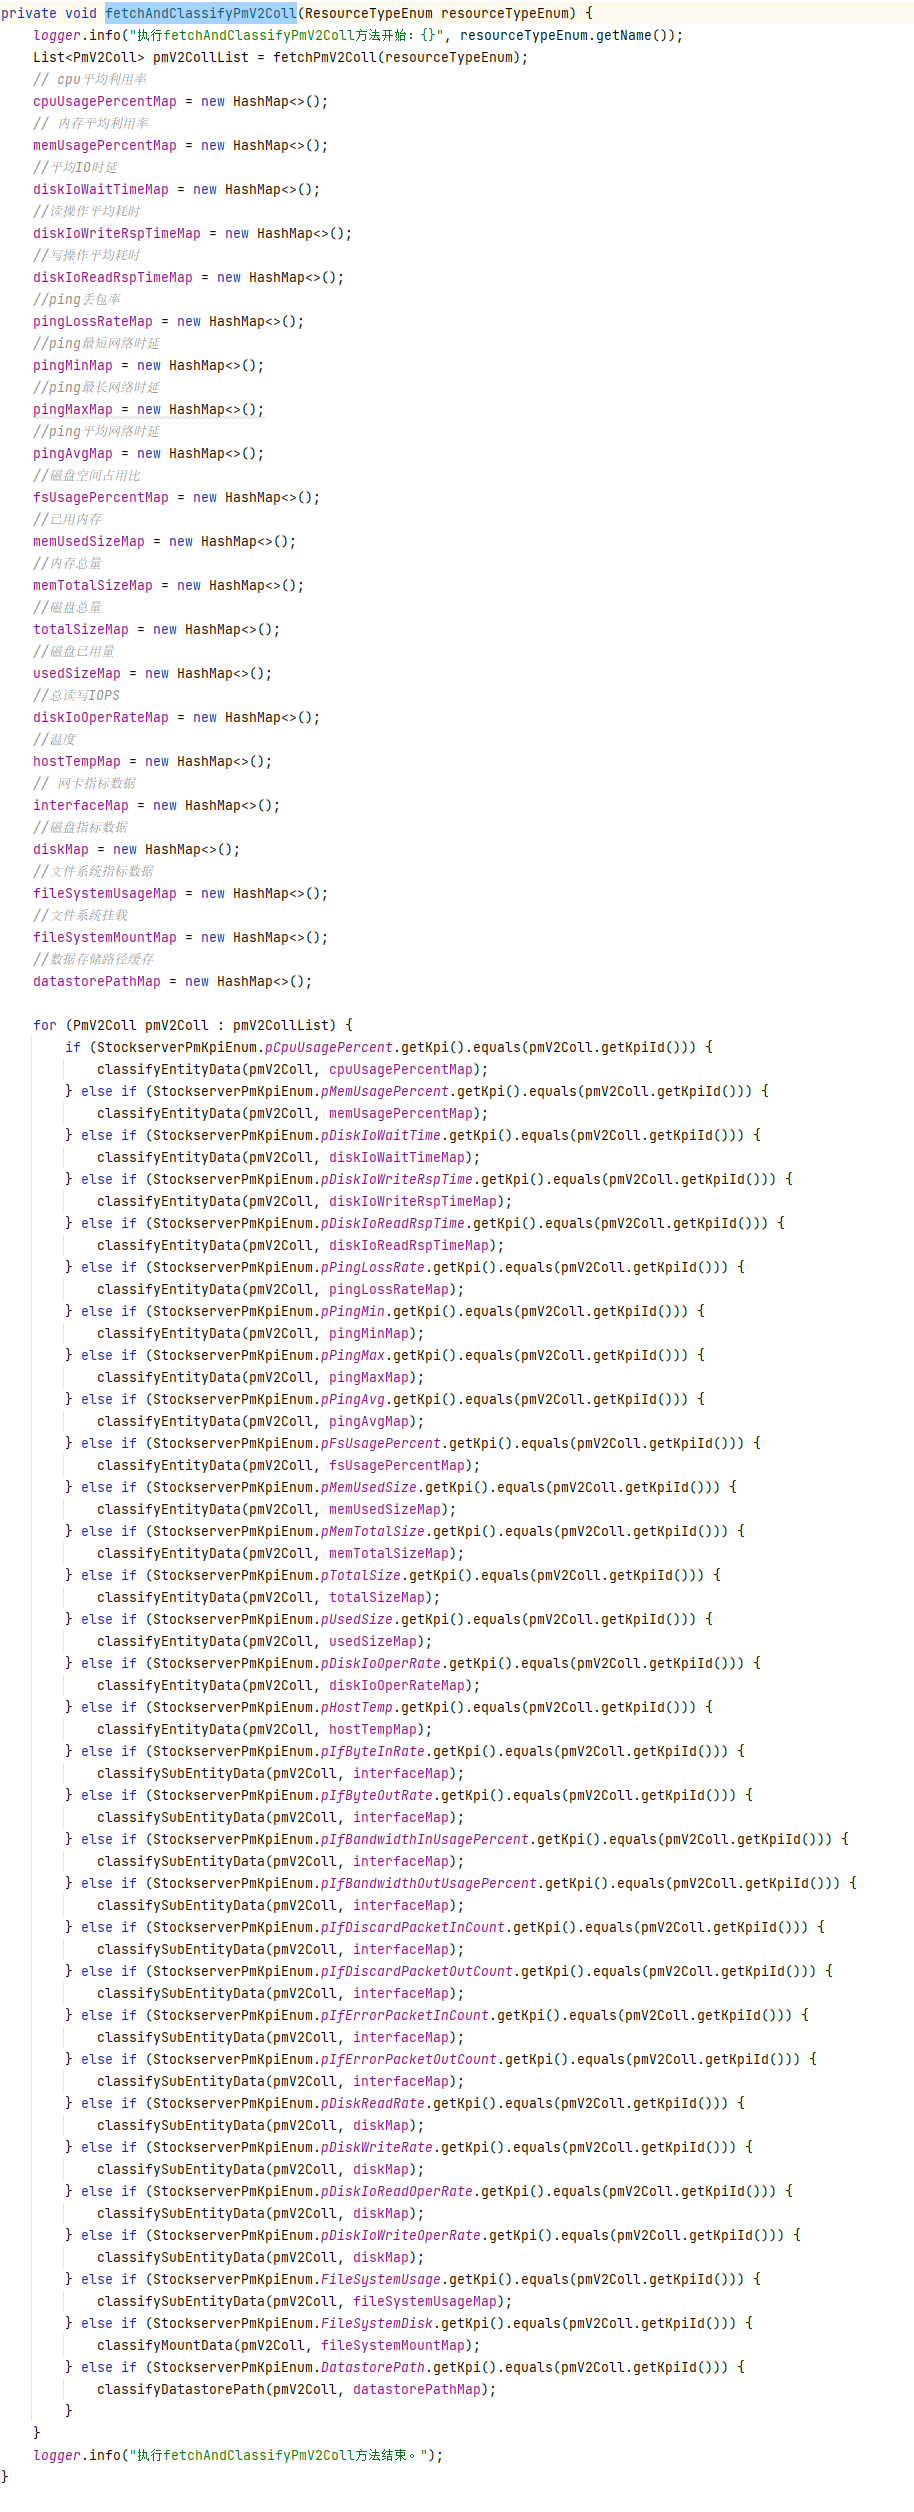 private void fetchAndClassifyPmV2Coll(ResourceTypeEnum resourceTypeEnum) {
    logger.info("执行fetchAndClassifyPmV2Coll方法开始：{}", resourceTypeEnum.getName());
    List<PmV2Coll> pmV2CollList = fetchPmV2Coll(resourceTypeEnum);
    // cpu平均利用率
    cpuUsagePercentMap = new HashMap<>();
    // 内存平均利用率
    memUsagePercentMap = new HashMap<>();
    //平均IO时延
    diskIoWaitTimeMap = new HashMap<>();
    //读操作平均耗时
    diskIoWriteRspTimeMap = new HashMap<>();
    //写操作平均耗时
    diskIoReadRspTimeMap = new HashMap<>();
    //ping丢包率
    pingLossRateMap = new HashMap<>();
    //ping最短网络时延
    pingMinMap = new HashMap<>();
    //ping最长网络时延
    pingMaxMap = new HashMap<>();
    //ping平均网络时延
    pingAvgMap = new HashMap<>();
    //磁盘空间占用比
    fsUsagePercentMap = new HashMap<>();
    //已用内存
    memUsedSizeMap = new HashMap<>();
    //内存总量
    memTotalSizeMap = new HashMap<>();
    //磁盘总量
    totalSizeMap = new HashMap<>();
    //磁盘已用量
    usedSizeMap = new HashMap<>();
    //总读写IOPS
    diskIoOperRateMap = new HashMap<>();
    //温度
    hostTempMap = new HashMap<>();
    // 网卡指标数据
    interfaceMap = new HashMap<>();
    //磁盘指标数据
    diskMap = new HashMap<>();
    //文件系统指标数据
    fileSystemUsageMap = new HashMap<>();
    //文件系统挂载
    fileSystemMountMap = new HashMap<>();
    //数据存储路径缓存
    datastorePathMap = new HashMap<>();

    for (PmV2Coll pmV2Coll : pmV2CollList) {
        if (StockserverPmKpiEnum.pCpuUsagePercent.getKpi().equals(pmV2Coll.getKpiId())) {
            classifyEntityData(pmV2Coll, cpuUsagePercentMap);
        } else if (StockserverPmKpiEnum.pMemUsagePercent.getKpi().equals(pmV2Coll.getKpiId())) {
            classifyEntityData(pmV2Coll, memUsagePercentMap);
        } else if (StockserverPmKpiEnum.pDiskIoWaitTime.getKpi().equals(pmV2Coll.getKpiId())) {
            classifyEntityData(pmV2Coll, diskIoWaitTimeMap);
        } else if (StockserverPmKpiEnum.pDiskIoWriteRspTime.getKpi().equals(pmV2Coll.getKpiId())) {
            classifyEntityData(pmV2Coll, diskIoWriteRspTimeMap);
        } else if (StockserverPmKpiEnum.pDiskIoReadRspTime.getKpi().equals(pmV2Coll.getKpiId())) {
            classifyEntityData(pmV2Coll, diskIoReadRspTimeMap);
        } else if (StockserverPmKpiEnum.pPingLossRate.getKpi().equals(pmV2Coll.getKpiId())) {
            classifyEntityData(pmV2Coll, pingLossRateMap);
        } else if (StockserverPmKpiEnum.pPingMin.getKpi().equals(pmV2Coll.getKpiId())) {
            classifyEntityData(pmV2Coll, pingMinMap);
        } else if (StockserverPmKpiEnum.pPingMax.getKpi().equals(pmV2Coll.getKpiId())) {
            classifyEntityData(pmV2Coll, pingMaxMap);
        } else if (StockserverPmKpiEnum.pPingAvg.getKpi().equals(pmV2Coll.getKpiId())) {
            classifyEntityData(pmV2Coll, pingAvgMap);
        } else if (StockserverPmKpiEnum.pFsUsagePercent.getKpi().equals(pmV2Coll.getKpiId())) {
            classifyEntityData(pmV2Coll, fsUsagePercentMap);
        } else if (StockserverPmKpiEnum.pMemUsedSize.getKpi().equals(pmV2Coll.getKpiId())) {
            classifyEntityData(pmV2Coll, memUsedSizeMap);
        } else if (StockserverPmKpiEnum.pMemTotalSize.getKpi().equals(pmV2Coll.getKpiId())) {
            classifyEntityData(pmV2Coll, memTotalSizeMap);
        } else if (StockserverPmKpiEnum.pTotalSize.getKpi().equals(pmV2Coll.getKpiId())) {
            classifyEntityData(pmV2Coll, totalSizeMap);
        } else if (StockserverPmKpiEnum.pUsedSize.getKpi().equals(pmV2Coll.getKpiId())) {
            classifyEntityData(pmV2Coll, usedSizeMap);
        } else if (StockserverPmKpiEnum.pDiskIoOperRate.getKpi().equals(pmV2Coll.getKpiId())) {
            classifyEntityData(pmV2Coll, diskIoOperRateMap);
        } else if (StockserverPmKpiEnum.pHostTemp.getKpi().equals(pmV2Coll.getKpiId())) {
            classifyEntityData(pmV2Coll, hostTempMap);
        } else if (StockserverPmKpiEnum.pIfByteInRate.getKpi().equals(pmV2Coll.getKpiId())) {
            classifySubEntityData(pmV2Coll, interfaceMap);
        } else if (StockserverPmKpiEnum.pIfByteOutRate.getKpi().equals(pmV2Coll.getKpiId())) {
            classifySubEntityData(pmV2Coll, interfaceMap);
        } else if (StockserverPmKpiEnum.pIfBandwidthInUsagePercent.getKpi().equals(pmV2Coll.getKpiId())) {
            classifySubEntityData(pmV2Coll, interfaceMap);
        } else if (StockserverPmKpiEnum.pIfBandwidthOutUsagePercent.getKpi().equals(pmV2Coll.getKpiId())) {
            classifySubEntityData(pmV2Coll, interfaceMap);
        } else if (StockserverPmKpiEnum.pIfDiscardPacketInCount.getKpi().equals(pmV2Coll.getKpiId())) {
            classifySubEntityData(pmV2Coll, interfaceMap);
        } else if (StockserverPmKpiEnum.pIfDiscardPacketOutCount.getKpi().equals(pmV2Coll.getKpiId())) {
            classifySubEntityData(pmV2Coll, interfaceMap);
        } else if (StockserverPmKpiEnum.pIfErrorPacketInCount.getKpi().equals(pmV2Coll.getKpiId())) {
            classifySubEntityData(pmV2Coll, interfaceMap);
        } else if (StockserverPmKpiEnum.pIfErrorPacketOutCount.getKpi().equals(pmV2Coll.getKpiId())) {
            classifySubEntityData(pmV2Coll, interfaceMap);
        } else if (StockserverPmKpiEnum.pDiskReadRate.getKpi().equals(pmV2Coll.getKpiId())) {
            classifySubEntityData(pmV2Coll, diskMap);
        } else if (StockserverPmKpiEnum.pDiskWriteRate.getKpi().equals(pmV2Coll.getKpiId())) {
            classifySubEntityData(pmV2Coll, diskMap);
        } else if (StockserverPmKpiEnum.pDiskIoReadOperRate.getKpi().equals(pmV2Coll.getKpiId())) {
            classifySubEntityData(pmV2Coll, diskMap);
        } else if (StockserverPmKpiEnum.pDiskIoWriteOperRate.getKpi().equals(pmV2Coll.getKpiId())) {
            classifySubEntityData(pmV2Coll, diskMap);
        } else if (StockserverPmKpiEnum.FileSystemUsage.getKpi().equals(pmV2Coll.getKpiId())) {
            classifySubEntityData(pmV2Coll, fileSystemUsageMap);
        } else if (StockserverPmKpiEnum.FileSystemDisk.getKpi().equals(pmV2Coll.getKpiId())) {
            classifyMountData(pmV2Coll, fileSystemMountMap);
        } else if (StockserverPmKpiEnum.DatastorePath.getKpi().equals(pmV2Coll.getKpiId())) {
            classifyDatastorePath(pmV2Coll, datastorePathMap);
        }
    }
    logger.info("执行fetchAndClassifyPmV2Coll方法结束。");
}